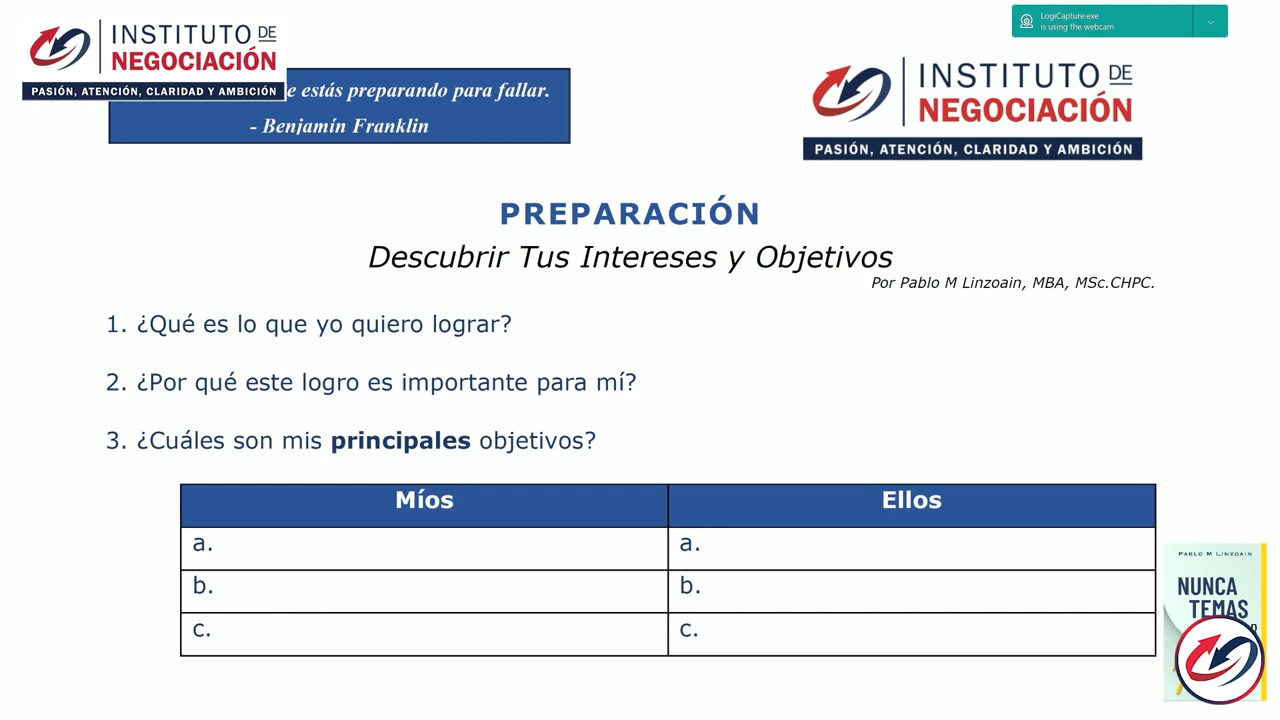 INSTITUTO DE
NEGOCIACIÓN
PASIÓN, ATENCIÓN, CLARIDAD Y AMBICIÓN
estás preparando para fallar.
- Benjamín Franklin
LogiCapture.exe
is using the webcam
INSTITUTO DE
NEGOCIACIÓN
PASIÓN, ATENCIÓN, CLARIDAD Y AMBICIÓN
PREPARACIÓN
Descubrir Tus Intereses y Objetivos
Por Pablo M Linzoain, MBA, MSc.CHPC.
1. ¿Qué es lo que yo quiero lograr?
2. ¿Por qué este logro es importante para mí?
3. ¿Cuáles son mis principales objetivos?
Míos Ellos
a. a.
b. b.
c. c.
PABLO M LINZOAIN
NUNCA
TEMAS